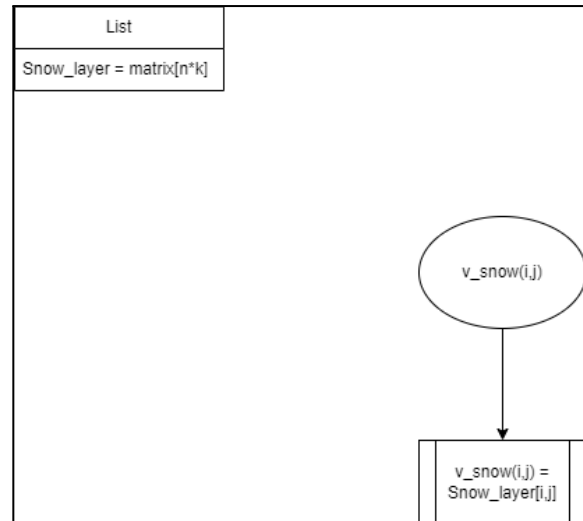 List
Snow_layer = matrix[n*k]
v_snow(i,j)
v_snow(i,j) =
Snow_layer[i,j]